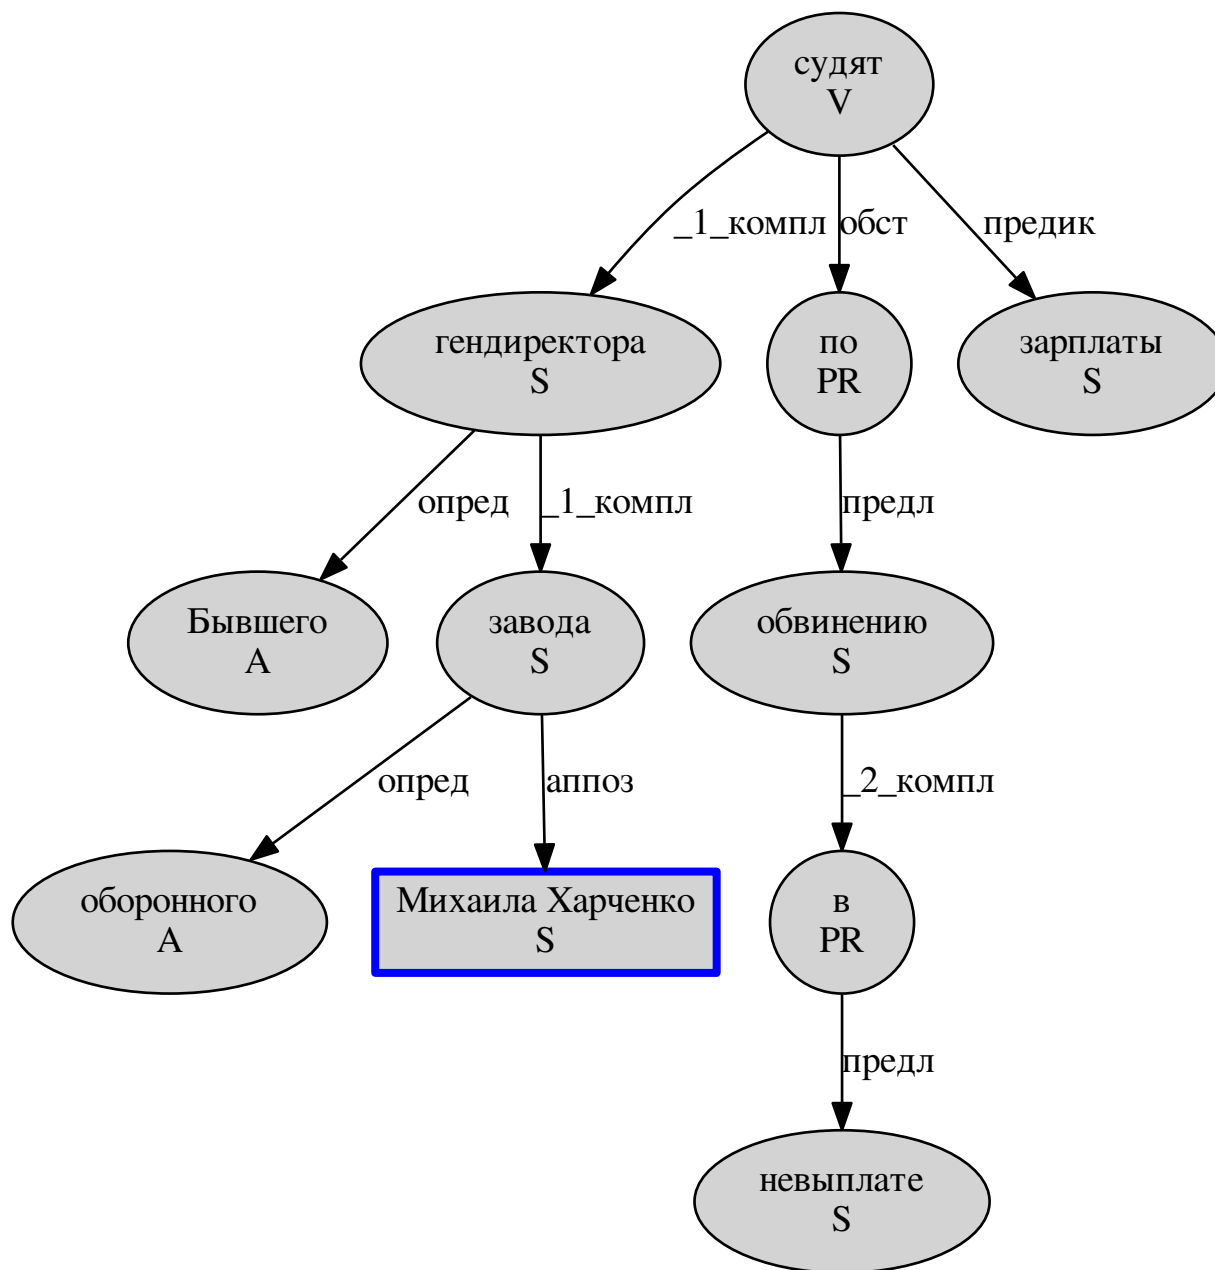 судят
V
_1_компл
обст
предик
гендиректора
S
по
PR
зарплаты
S
опред
_1_компл
предл
Бывшего
A
завода
S
обвинению
S
опред
аппоз
_2_компл
оборонного
A
Михаила Харченко
S
в
PR
предл
невыплате
S